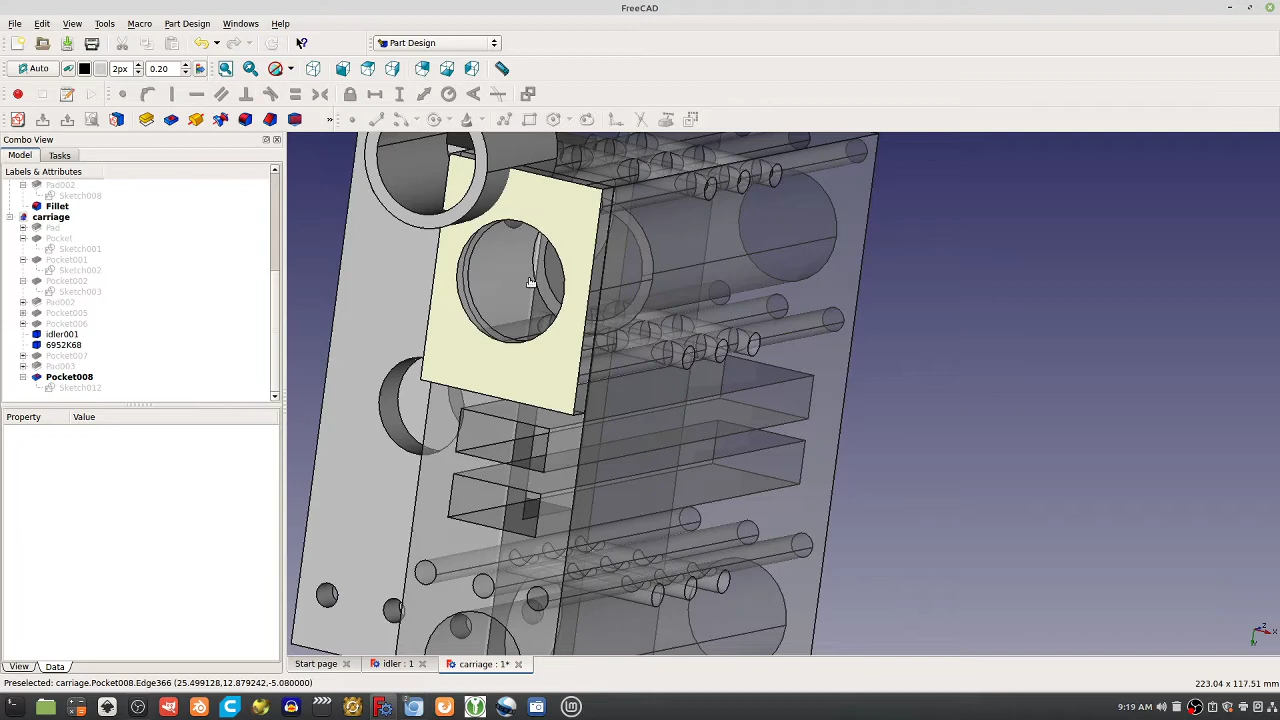 FreeCAD
File Edit View Tools Macro Part Design Windows Help
Part Design
Auto 2px 0.20
Combo View
Model Tasks
Labels & Attributes
Pad002
Sketch008
Fillet
carriage
Pad
Pocket
Sketch001
Pocket001
Sketch002
Pocket002
Sketch003
Pad002
Pocket005
Pocket006
idler001
6952K68
Pocket007
Pad003
Pocket008
Sketch012
Property Value
View Data
Start page idler : 1 carriage : 1*
Preselected: carriage.Pocket008.Edge366 (25.499128,12.879242,-5.080000)
223.04 x 117.51 mm
9:19 AM